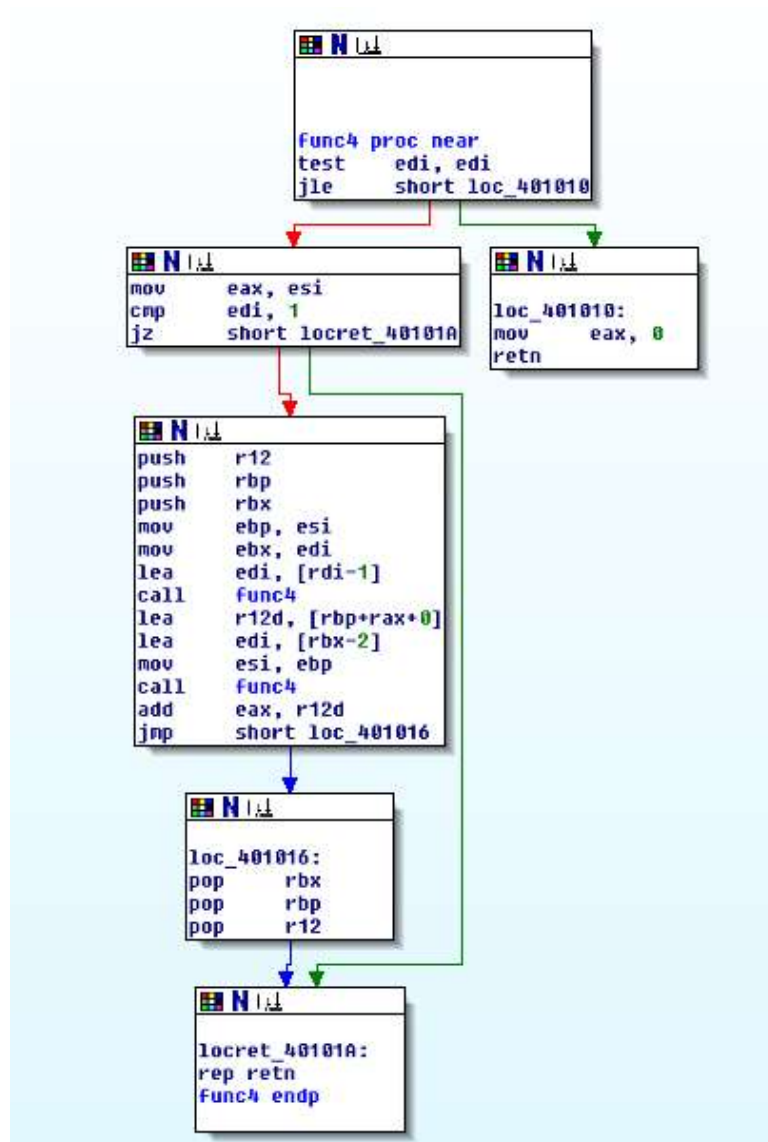 N
func4 proc near
test edi, edi
jle short loc_401010
N
mov eax, esi
cmp edi, 1
jz short locret_40101A
N
loc_401010:
mov eax, 0
retn
N
push r12
push rbp
push rbx
mov ebp, esi
mov ebx, edi
lea edi, [rdi-1]
call func4
lea r12d, [rbp+rax+0]
lea edi, [rbx-2]
mov esi, ebp
call func4
add eax, r12d
jmp short loc_401016
N
loc_401016:
pop rbx
pop rbp
pop r12
N
locret_40101A:
rep retn
func4 endp